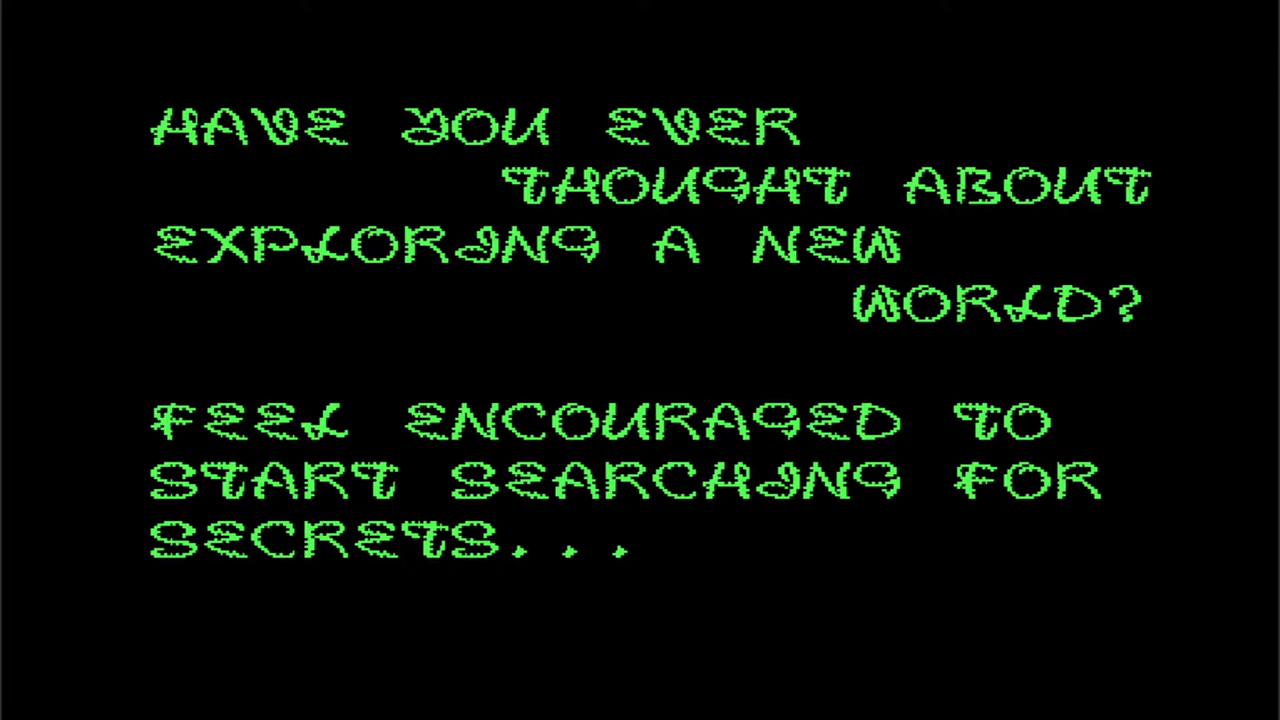 HAVE YOU EVER
THOUGHT ABOUT
EXPLORING A NEW
WORLD?
FEEL ENCOURAGED TO
START SEARCHING FOR
SECRETS...